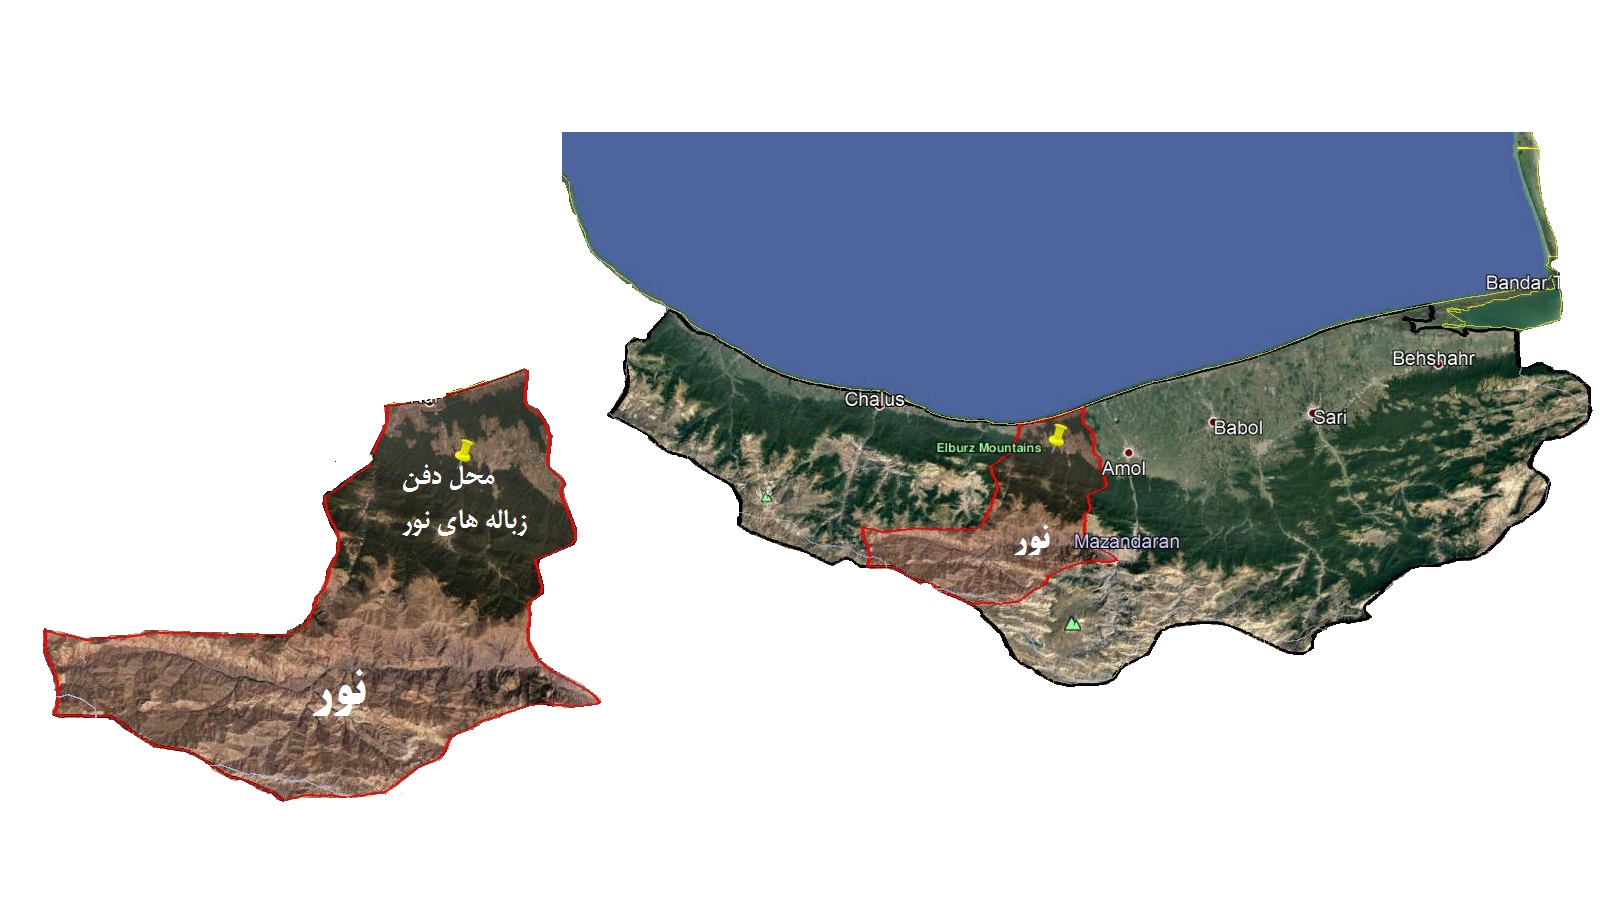 محل دفن
زباله های نور
نور
Bandar T
Behshahr
Chalus
Sari
Babol
Elburz Mountains
Amol
نور
Mazandaran